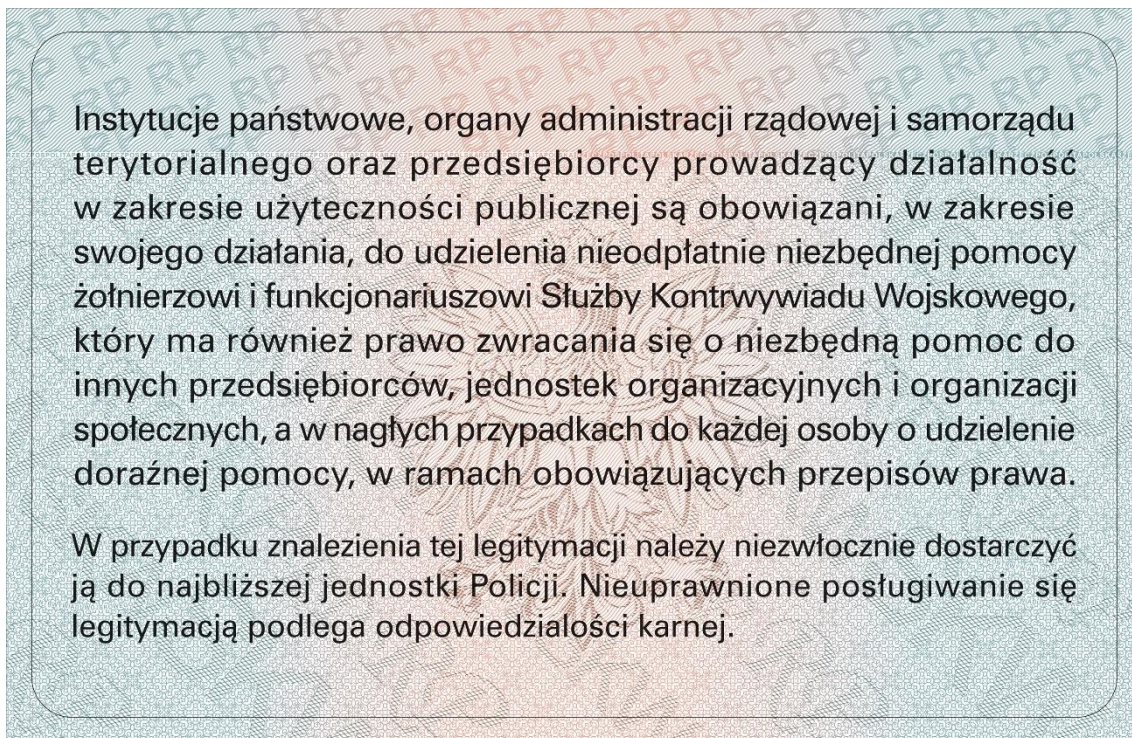 Instytucje państwowe, organy administracji rządowej i samorządu
terytorialnego oraz przedsiębiorcy prowadzący działalność
w zakresie użyteczności publicznej są obowiązani, w zakresie
swojego działania, do udzielenia nieodpłatnie niezbędnej pomocy
żołnierzowi i funkcjonariuszowi Służby Kontrwywiadu Wojskowego,
który ma również prawo zwracania się o niezbędną pomoc do
innych przedsiębiorców, jednostek organizacyjnych i organizacji
społecznych, a w nagłych przypadkach do każdej osoby o udzielenie
doraźnej pomocy, w ramach obowiązujących przepisów prawa.
W przypadku znalezienia tej legitymacji należy niezwłocznie dostarczyć
ją do najbliższej jednostki Policji. Nieuprawnione posługiwanie się
legitymacją podlega odpowiedzialości karnej.